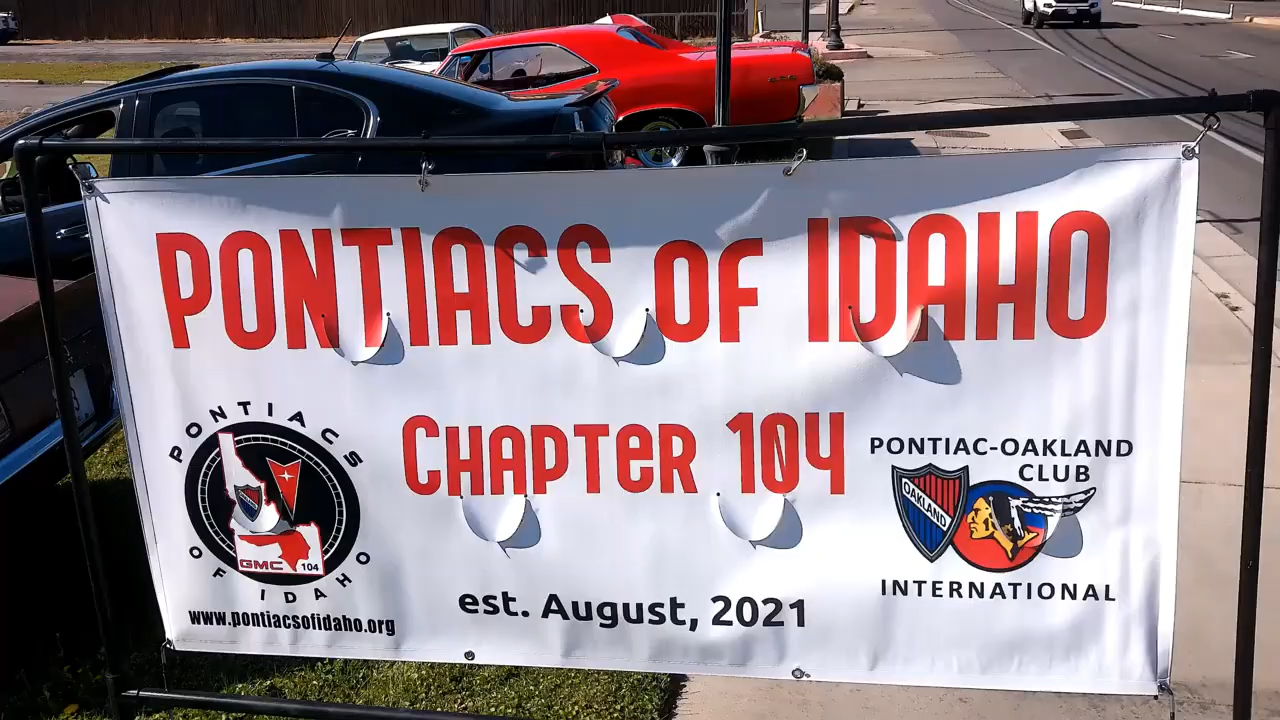 PONTIACS OF IDAHO
CHAPTER 104
PONTIACS
OF IDAHO
GMC 104
www.pontiacsofidaho.org
est. August, 2021
PONTIAC-OAKLAND
CLUB
OAKLAND
INTERNATIONAL